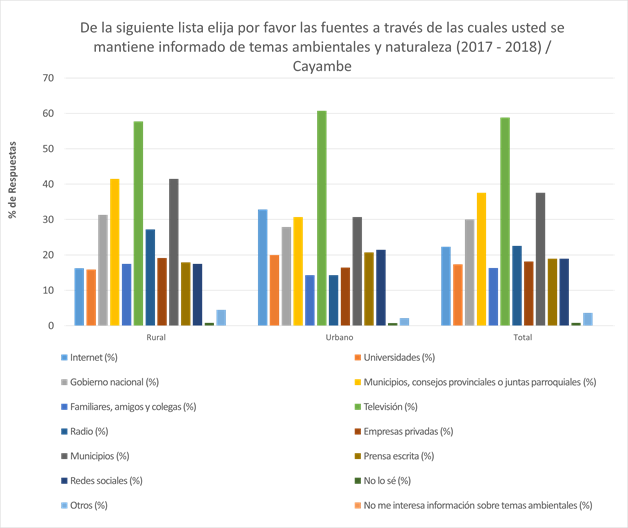 De la siguiente lista elija por favor las fuentes a través de las cuales usted se
mantiene informado de temas ambientales y naturaleza (2017 - 2018) /
Cayambe
% de Respuestas
70
60
50
40
30
20
10
0
Rural
Urbano
Total
Internet (%)
Universidades (%)
Gobierno nacional (%)
Municipios, consejos provinciales o juntas parroquiales (%)
Familiares, amigos y colegas (%)
Televisión (%)
Radio (%)
Empresas privadas (%)
Municipios (%)
Prensa escrita (%)
Redes sociales (%)
No lo sé (%)
Otros (%)
No me interesa información sobre temas ambientales (%)